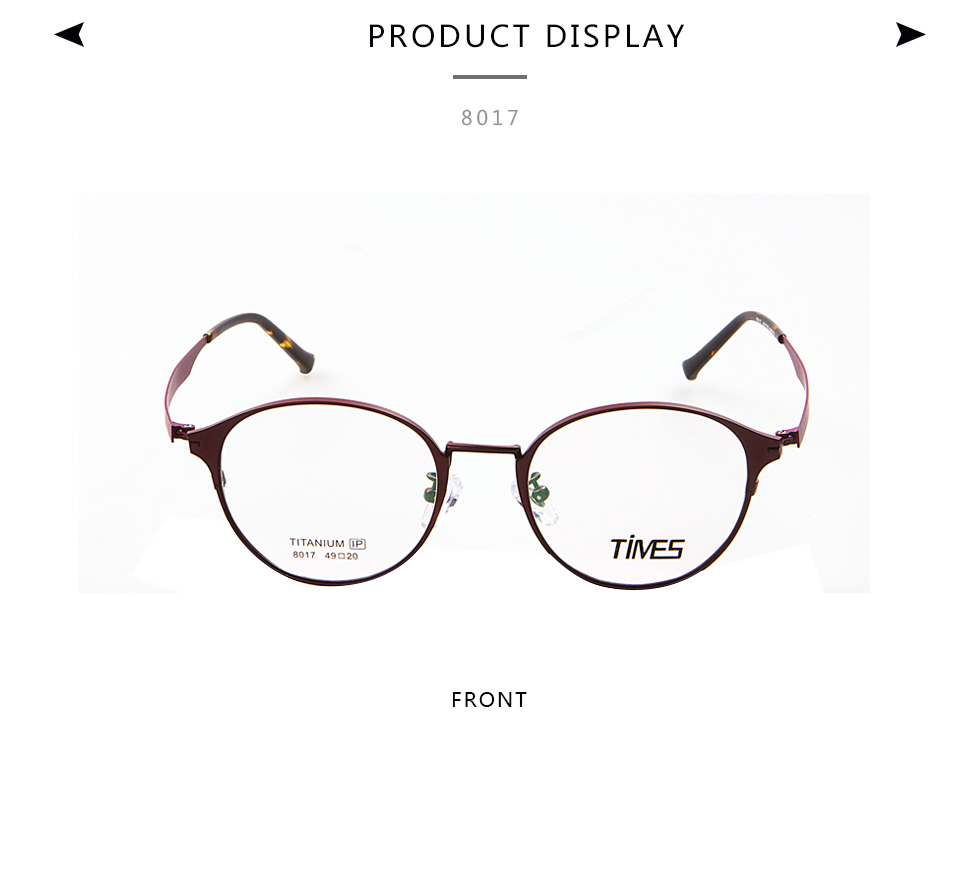 PRODUCT DISPLAY
8017
TITANIUM IP
8017 49□20
TIMES
FRONT